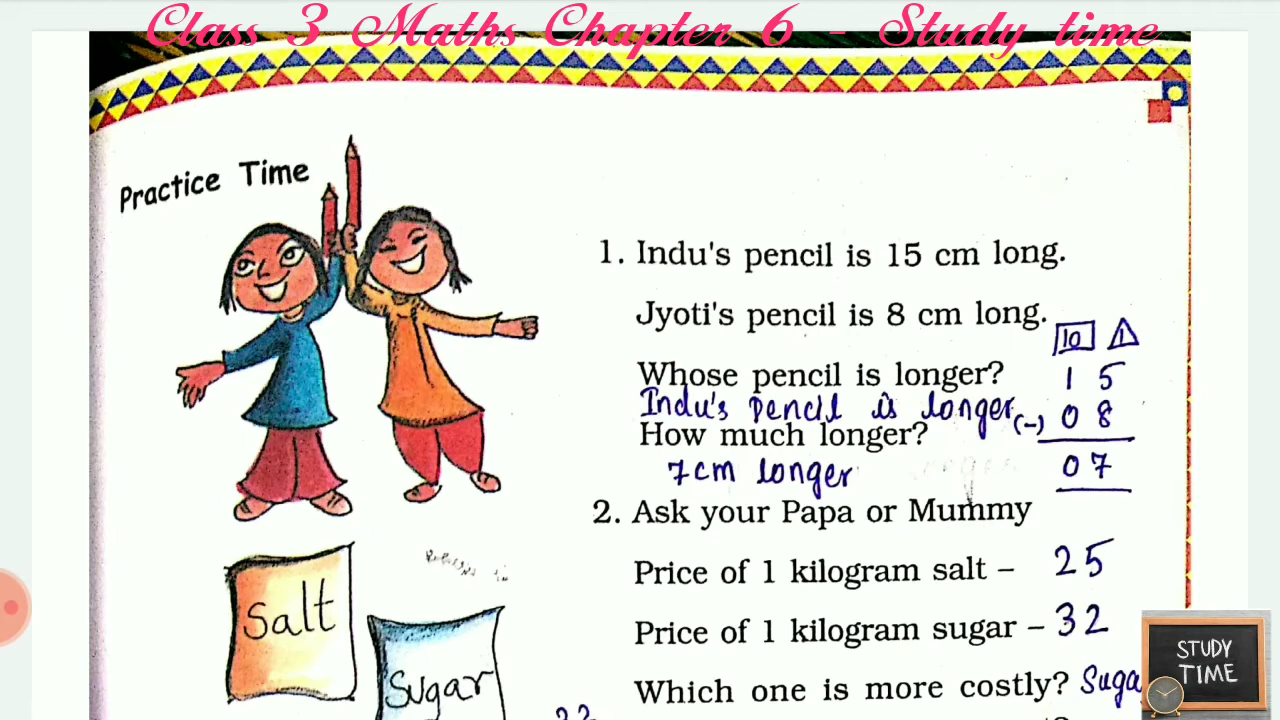 Class 3 Maths Chapter 6 - Study time
Practice Time
1. Indu's pencil is 15 cm long.
Jyoti's pencil is 8 cm long.
10 1
Whose pencil is longer? 1 5
Indu's pencil is longer (-) 0 8
How much longer?
7cm longer 0 7
2. Ask your Papa or Mummy
Price of 1 kilogram salt – 25
Price of 1 kilogram sugar – 32
Which one is more costly? Suga
Salt
Sugar
STUDY
TIME